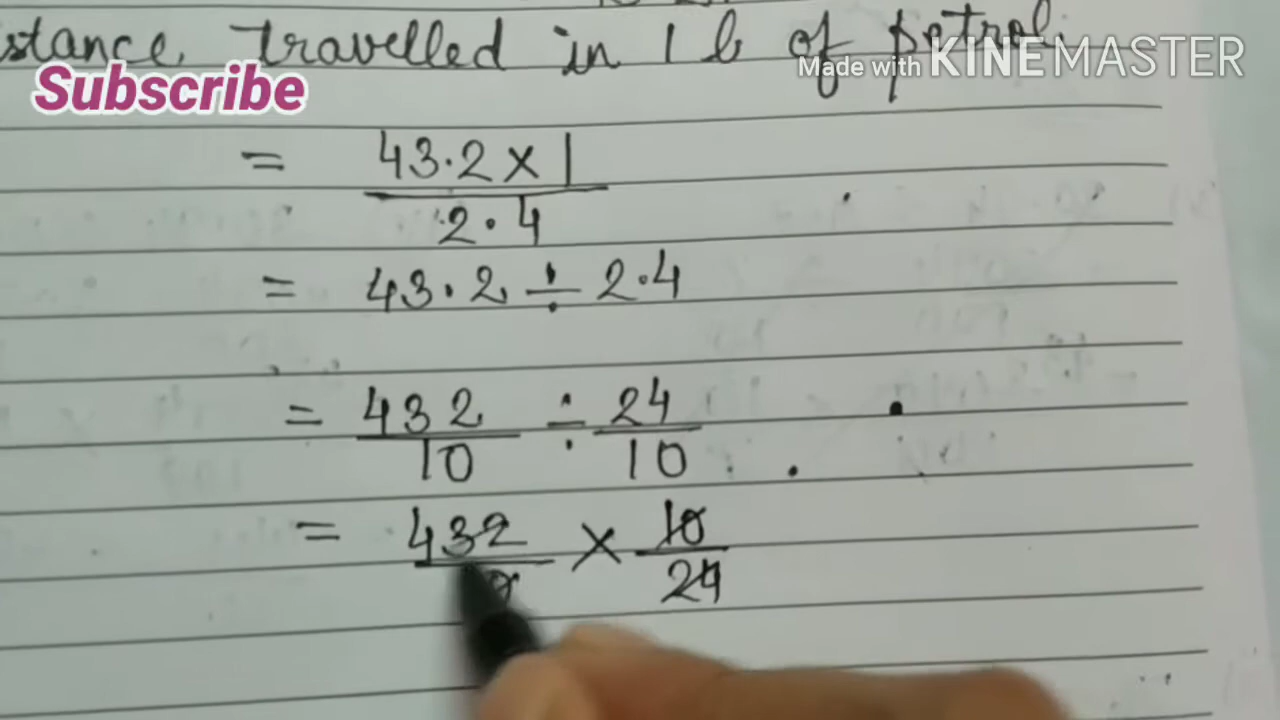 stance travelled in 1 L of petrol.
Made with KINEMASTER
Subscribe
= 43.2 × 1
2.4
= 43.2 ÷ 2.4
= 432 ÷ 24
10 10
= 432 × 10
24